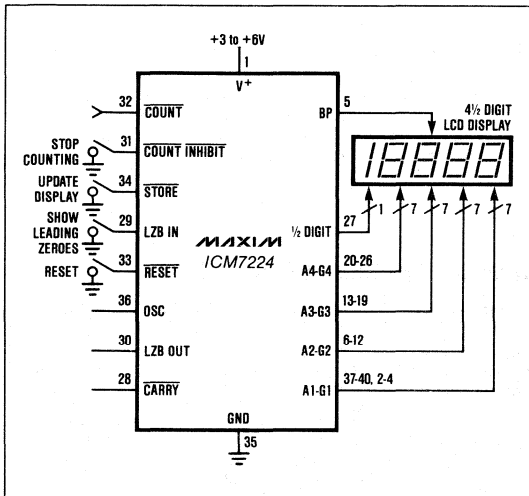 +3 to +6V
1
V+
32
COUNT
5
BP
4½ DIGIT
LCD DISPLAY
STOP
COUNTING
31
COUNT INHIBIT
18888
UPDATE
DISPLAY
34
STORE
1 7 7 7 7
SHOW
LEADING
ZEROES
29
LZB IN
MAXIM
ICM7224
½ DIGIT
27
RESET
33
RESET
A4-G4
20-26
36
OSC
A3-G3
13-19
30
LZB OUT
A2-G2
6-12
28
CARRY
A1-G1
37-40, 2-4
GND
35